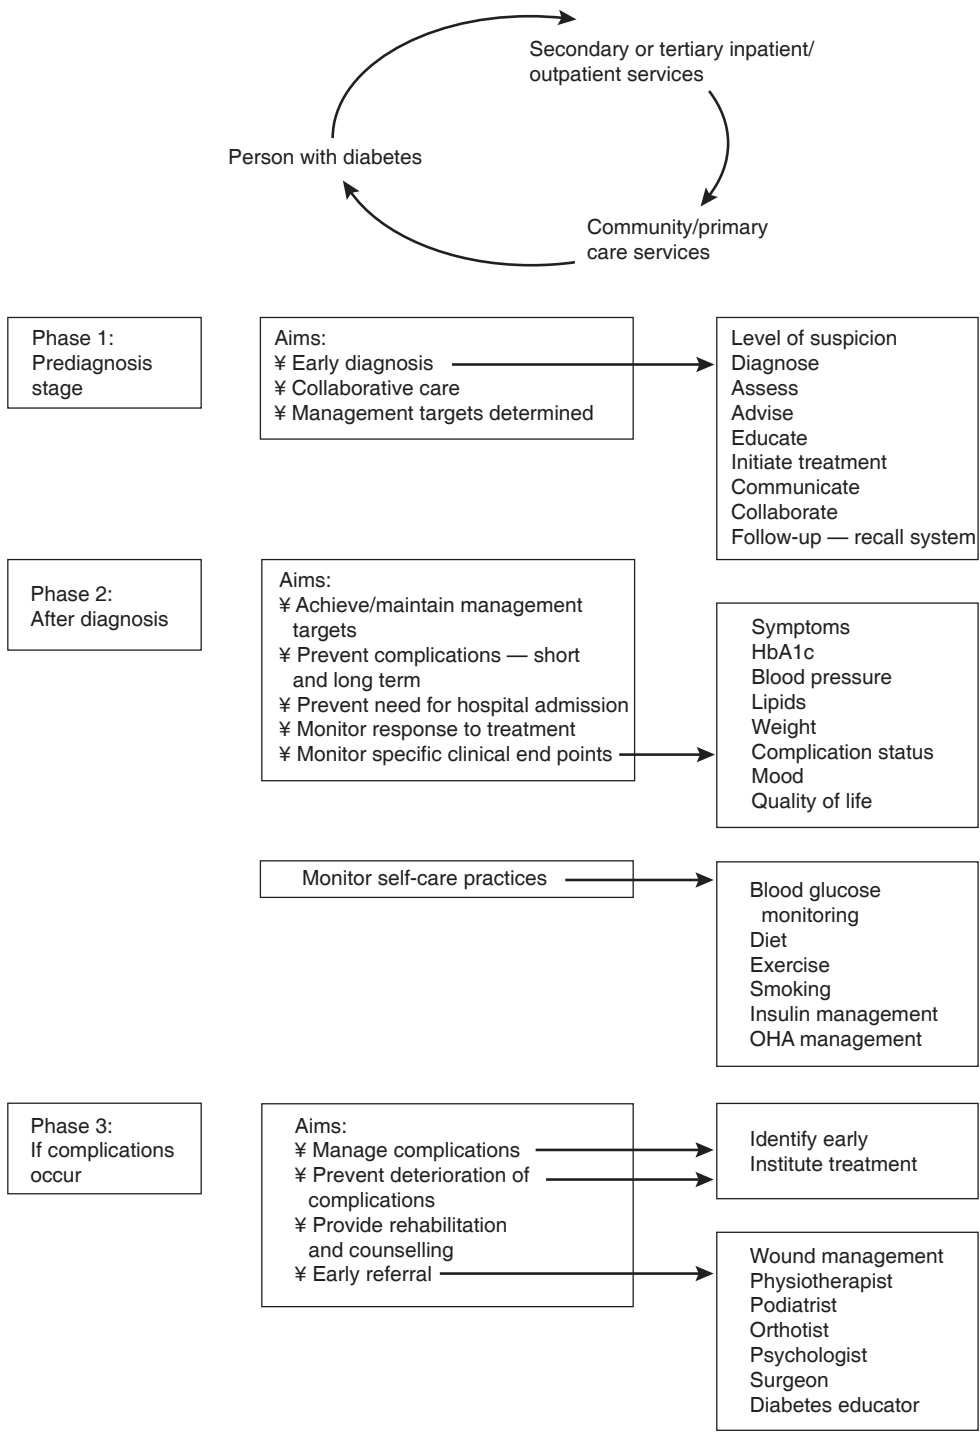 Secondary or tertiary inpatient/
outpatient services
Person with diabetes
Community/primary
care services
Phase 1:
Prediagnosis
stage
Aims:
¥ Early diagnosis
¥ Collaborative care
¥ Management targets determined
Level of suspicion
Diagnose
Assess
Advise
Educate
Initiate treatment
Communicate
Collaborate
Follow-up — recall system
Phase 2:
After diagnosis
Aims:
¥ Achieve/maintain management
targets
¥ Prevent complications — short
and long term
¥ Prevent need for hospital admission
¥ Monitor response to treatment
¥ Monitor specific clinical end points
Symptoms
HbA1c
Blood pressure
Lipids
Weight
Complication status
Mood
Quality of life
Monitor self-care practices
Blood glucose
monitoring
Diet
Exercise
Smoking
Insulin management
OHA management
Phase 3:
If complications
occur
Aims:
¥ Manage complications
¥ Prevent deterioration of
complications
¥ Provide rehabilitation
and counselling
¥ Early referral
Identify early
Institute treatment
Wound management
Physiotherapist
Podiatrist
Orthotist
Psychologist
Surgeon
Diabetes educator